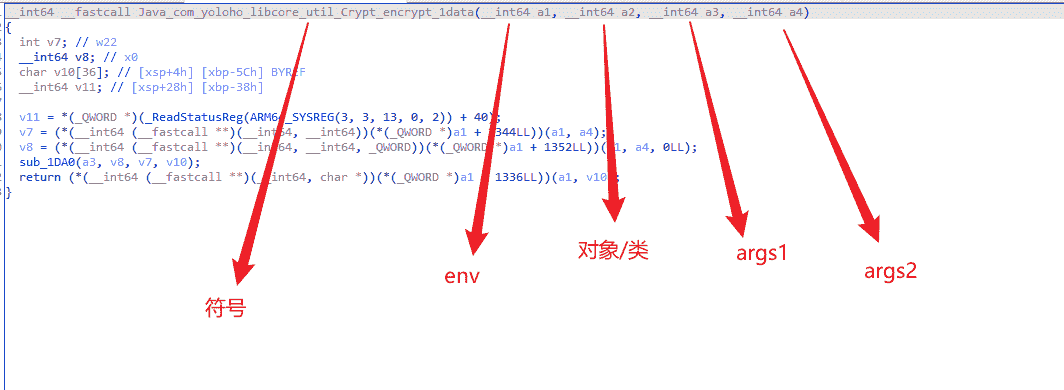 __int64 __fastcall Java_com_yoloho_libcore_util_Crypt_encrypt_1data(__int64 a1, __int64 a2, __int64 a3, __int64 a4)
{
int v7; // w22
__int64 v8; // x0
char v10[36]; // [xsp+4h] [xbp-5Ch] BYREF
__int64 v11; // [xsp+28h] [xbp-38h]
v11 = *(_QWORD *)(_ReadStatusReg(ARM64_SYSREG(3, 3, 13, 0, 2)) + 40);
v7 = (*(__int64 (__fastcall **)(__int64, __int64))(*(_QWORD *)a1 + 1344LL))(a1, a4);
v8 = (*(__int64 (__fastcall **)(__int64, __int64, _QWORD))(*(_QWORD *)a1 + 1352LL))(a1, a4, 0LL);
sub_1DA0(a3, v8, v7, v10);
return (*(__int64 (__fastcall **)(__int64, char *))(*(_QWORD *)a1 + 1336LL))(a1, v10);
}
符号
env
对象/类
args1
args2